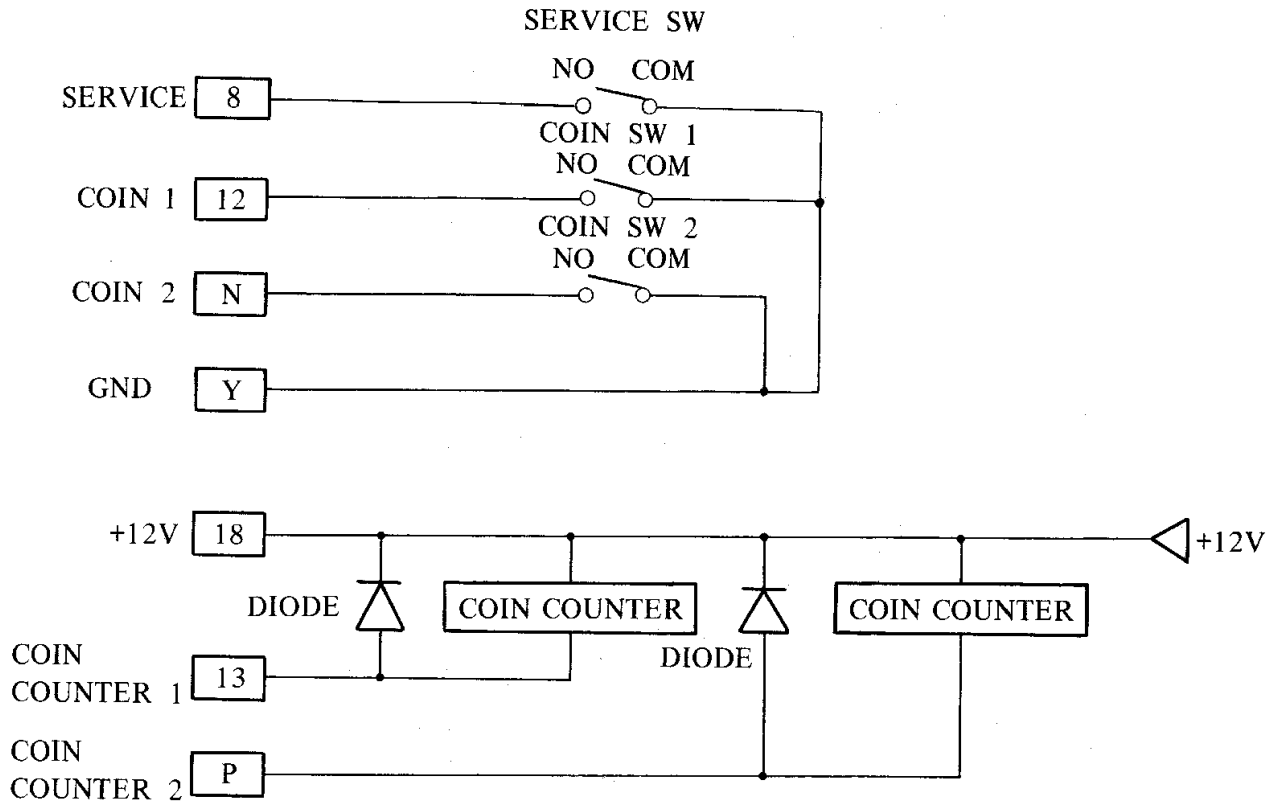 SERVICE SW
NO COM
SERVICE 8
COIN SW 1
NO COM
COIN 1 12
COIN SW 2
NO COM
COIN 2 N
GND Y
+12V 18
+12V
DIODE
COIN COUNTER
COIN COUNTER
DIODE
COIN
COUNTER 1 13
COIN
COUNTER 2 P